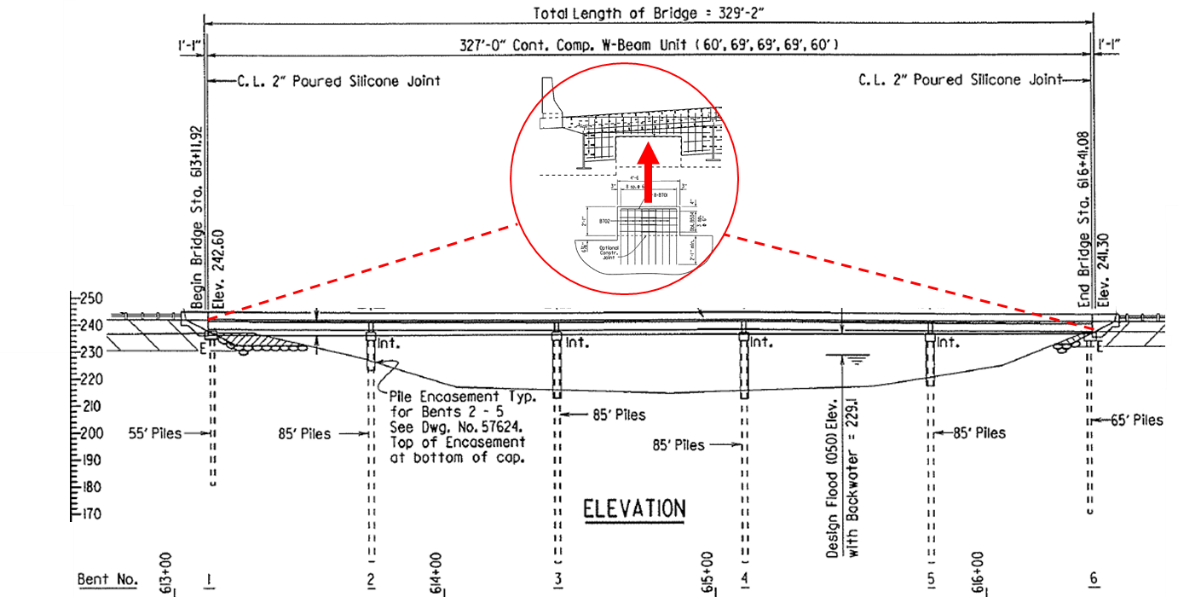 Total Length of Bridge = 329'-2"
1'-1"
327'-0" Cont. Comp. W-Beam Unit (60', 69', 69', 69', 60')
1'-1"
C.L. 2" Poured Silicone Joint
C.L. 2" Poured Silicone Joint
Begin Bridge Sta. 613+11.92
Elev. 242.60
End Bridge Sta. 616+41.08
Elev. 241.30
3"
3"
Optional
Constr.
Joint
250
240
230
220
210
200
190
180
170
E
Int.
Int.
Int.
Int.
E
Pile Encasement Typ.
for Bents 2 - 5
See Dwg. No. 57624.
Top of Encasement
at bottom of cap.
55' Piles
85' Piles
85' Piles
85' Piles
85' Piles
65' Piles
Design Flood (Q50) Elev.
with Backwater = 229.1
ELEVATION
Bent No.
613+00
1
2
614+00
3
615+00
4
5
616+00
6